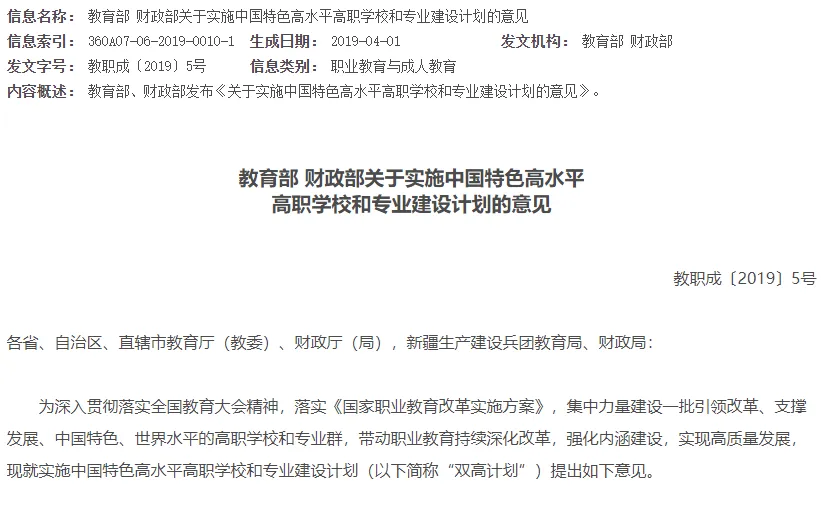 信息名称： 教育部 财政部关于实施中国特色高水平高职学校和专业建设计划的意见
信息索引： 360A07-06-2019-0010-1 生成日期： 2019-04-01 发文机构： 教育部 财政部
发文字号： 教职成〔2019〕5号 信息类别： 职业教育与成人教育
内容概述： 教育部、财政部发布《关于实施中国特色高水平高职学校和专业建设计划的意见》。
教育部 财政部关于实施中国特色高水平
高职学校和专业建设计划的意见
教职成〔2019〕5号
各省、自治区、直辖市教育厅（教委）、财政厅（局），新疆生产建设兵团教育局、财政局：
为深入贯彻落实全国教育大会精神，落实《国家职业教育改革实施方案》，集中力量建设一批引领改革、支撑
发展、中国特色、世界水平的高职学校和专业群，带动职业教育持续深化改革，强化内涵建设，实现高质量发展，
现就实施中国特色高水平高职学校和专业建设计划（以下简称“双高计划”）提出如下意见。